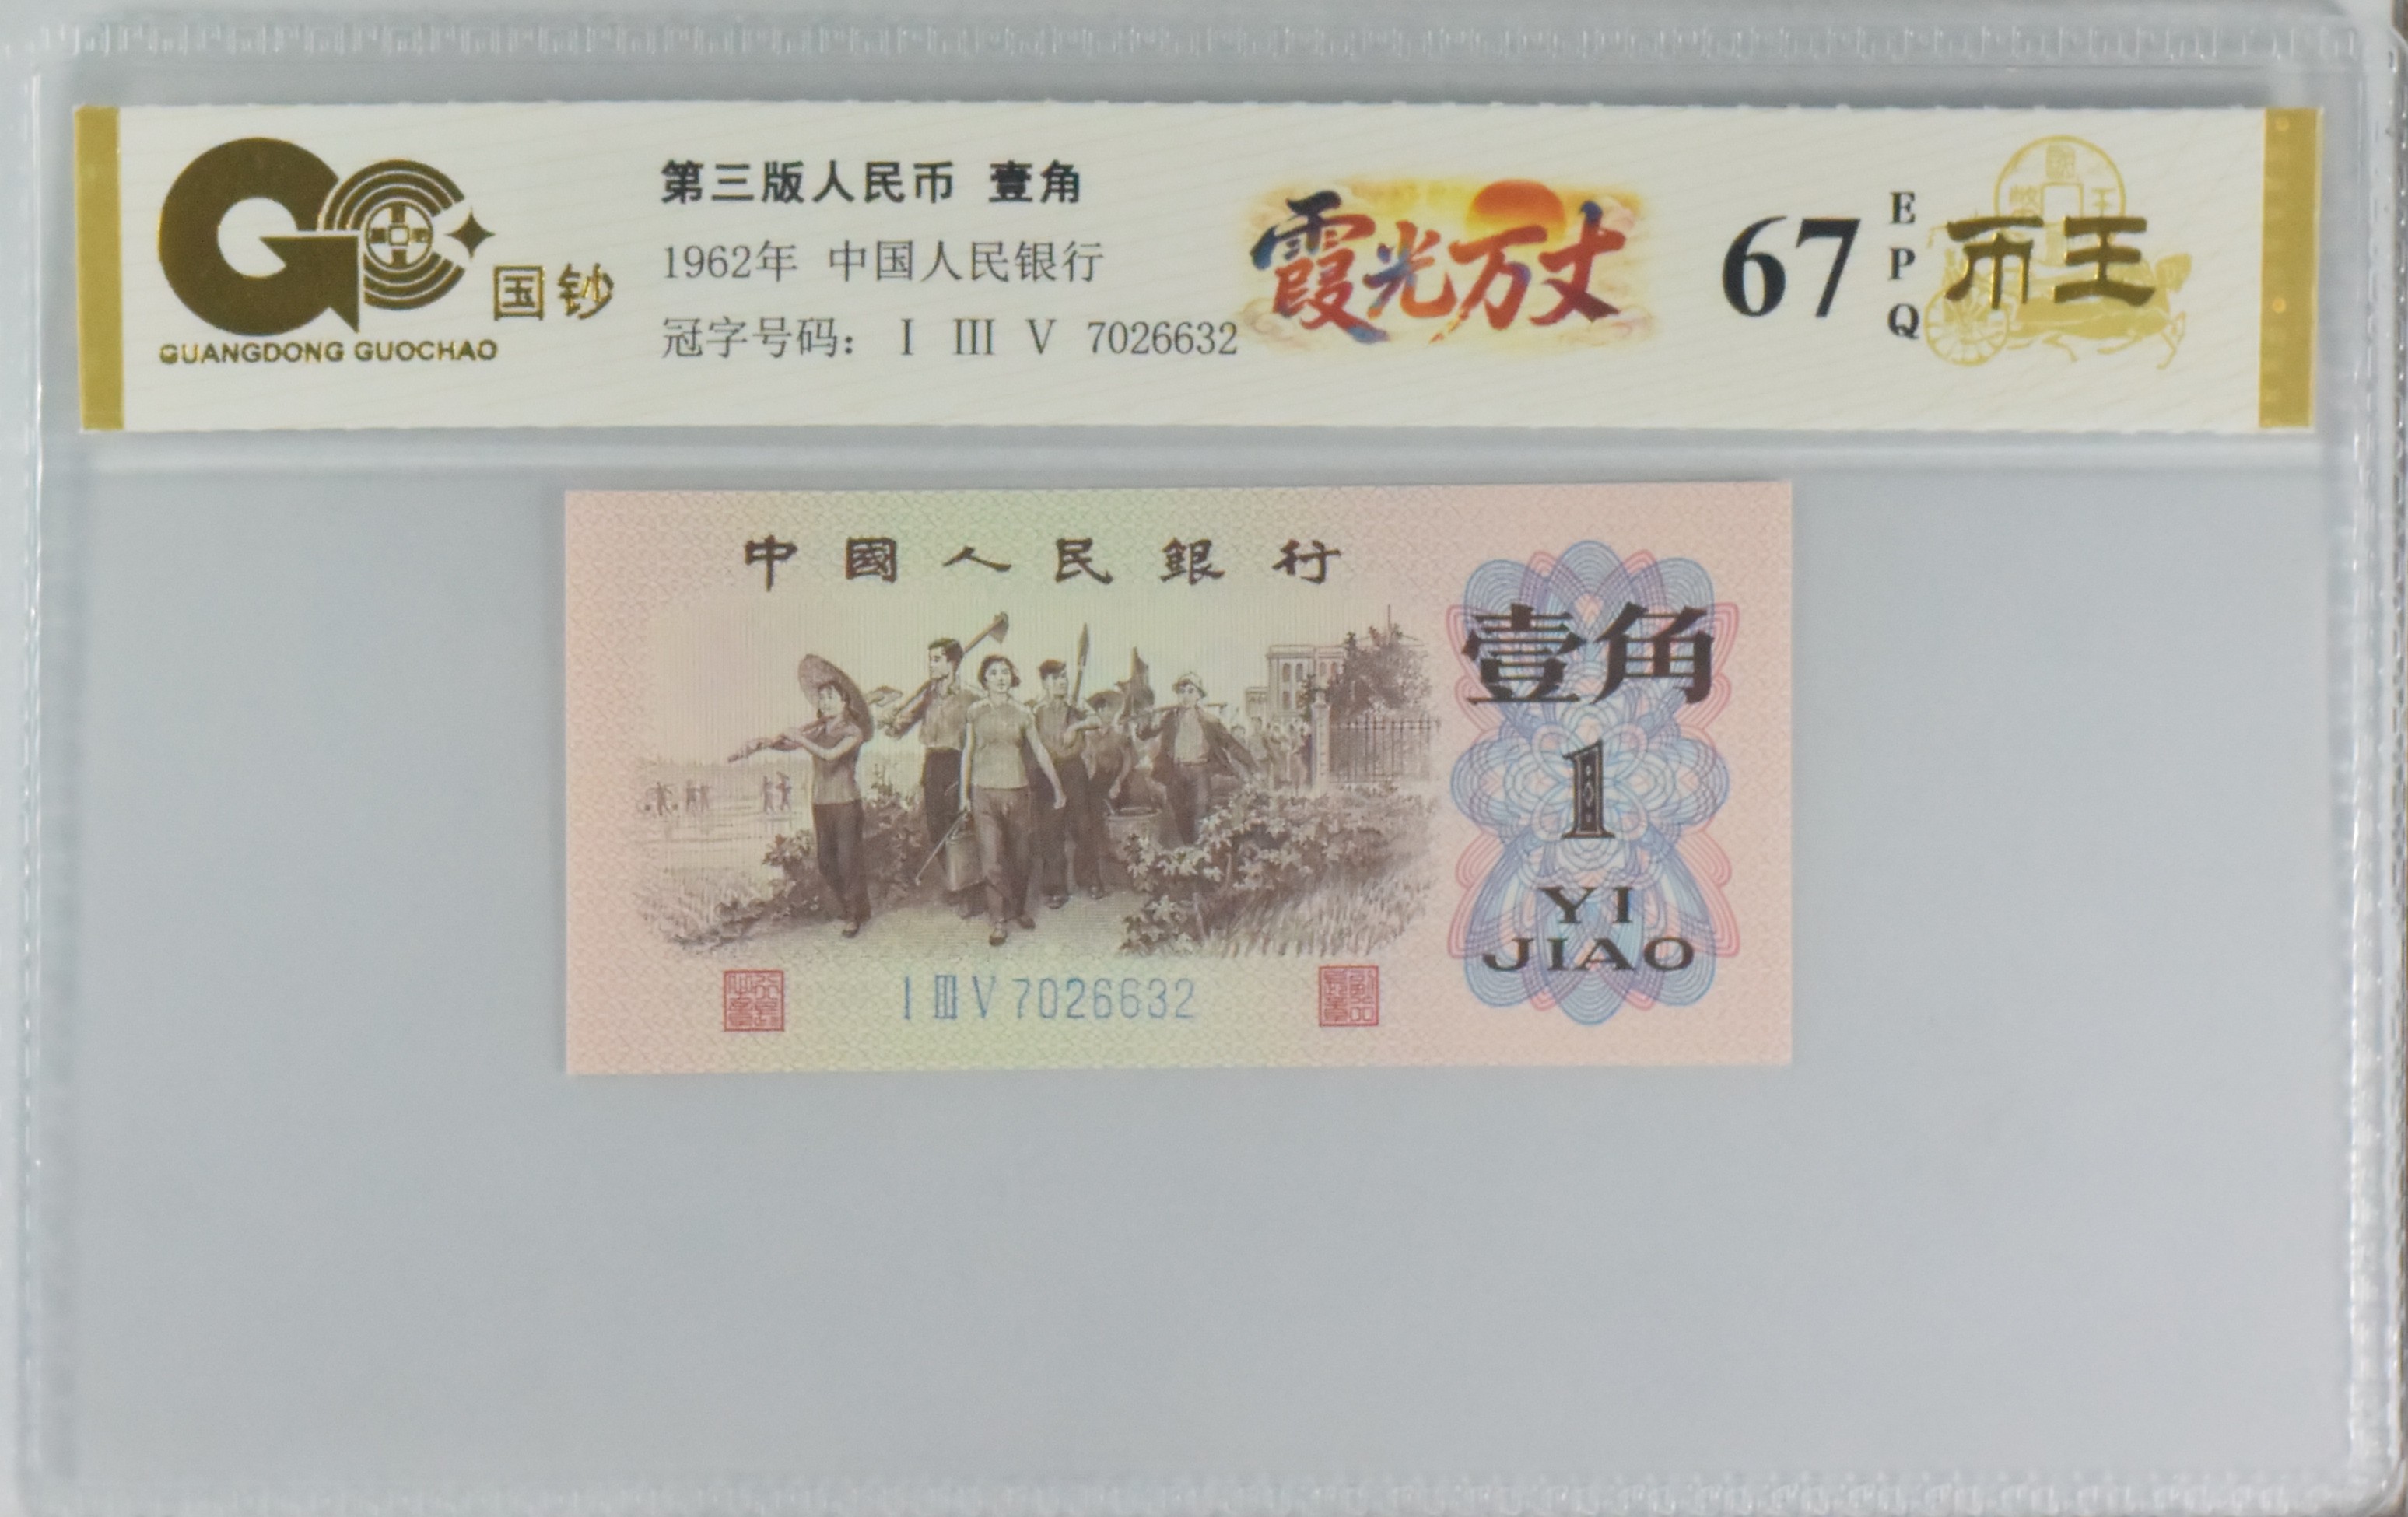 国钞
GUANGDONG GUOCHAO
第三版人民币 壹角
1962年 中国人民银行
冠字号码： I III V 7026632
霞光万丈
67
EPQ
币王
中國人民銀行
壹角
1
YI
JIAO
I III V 7026632